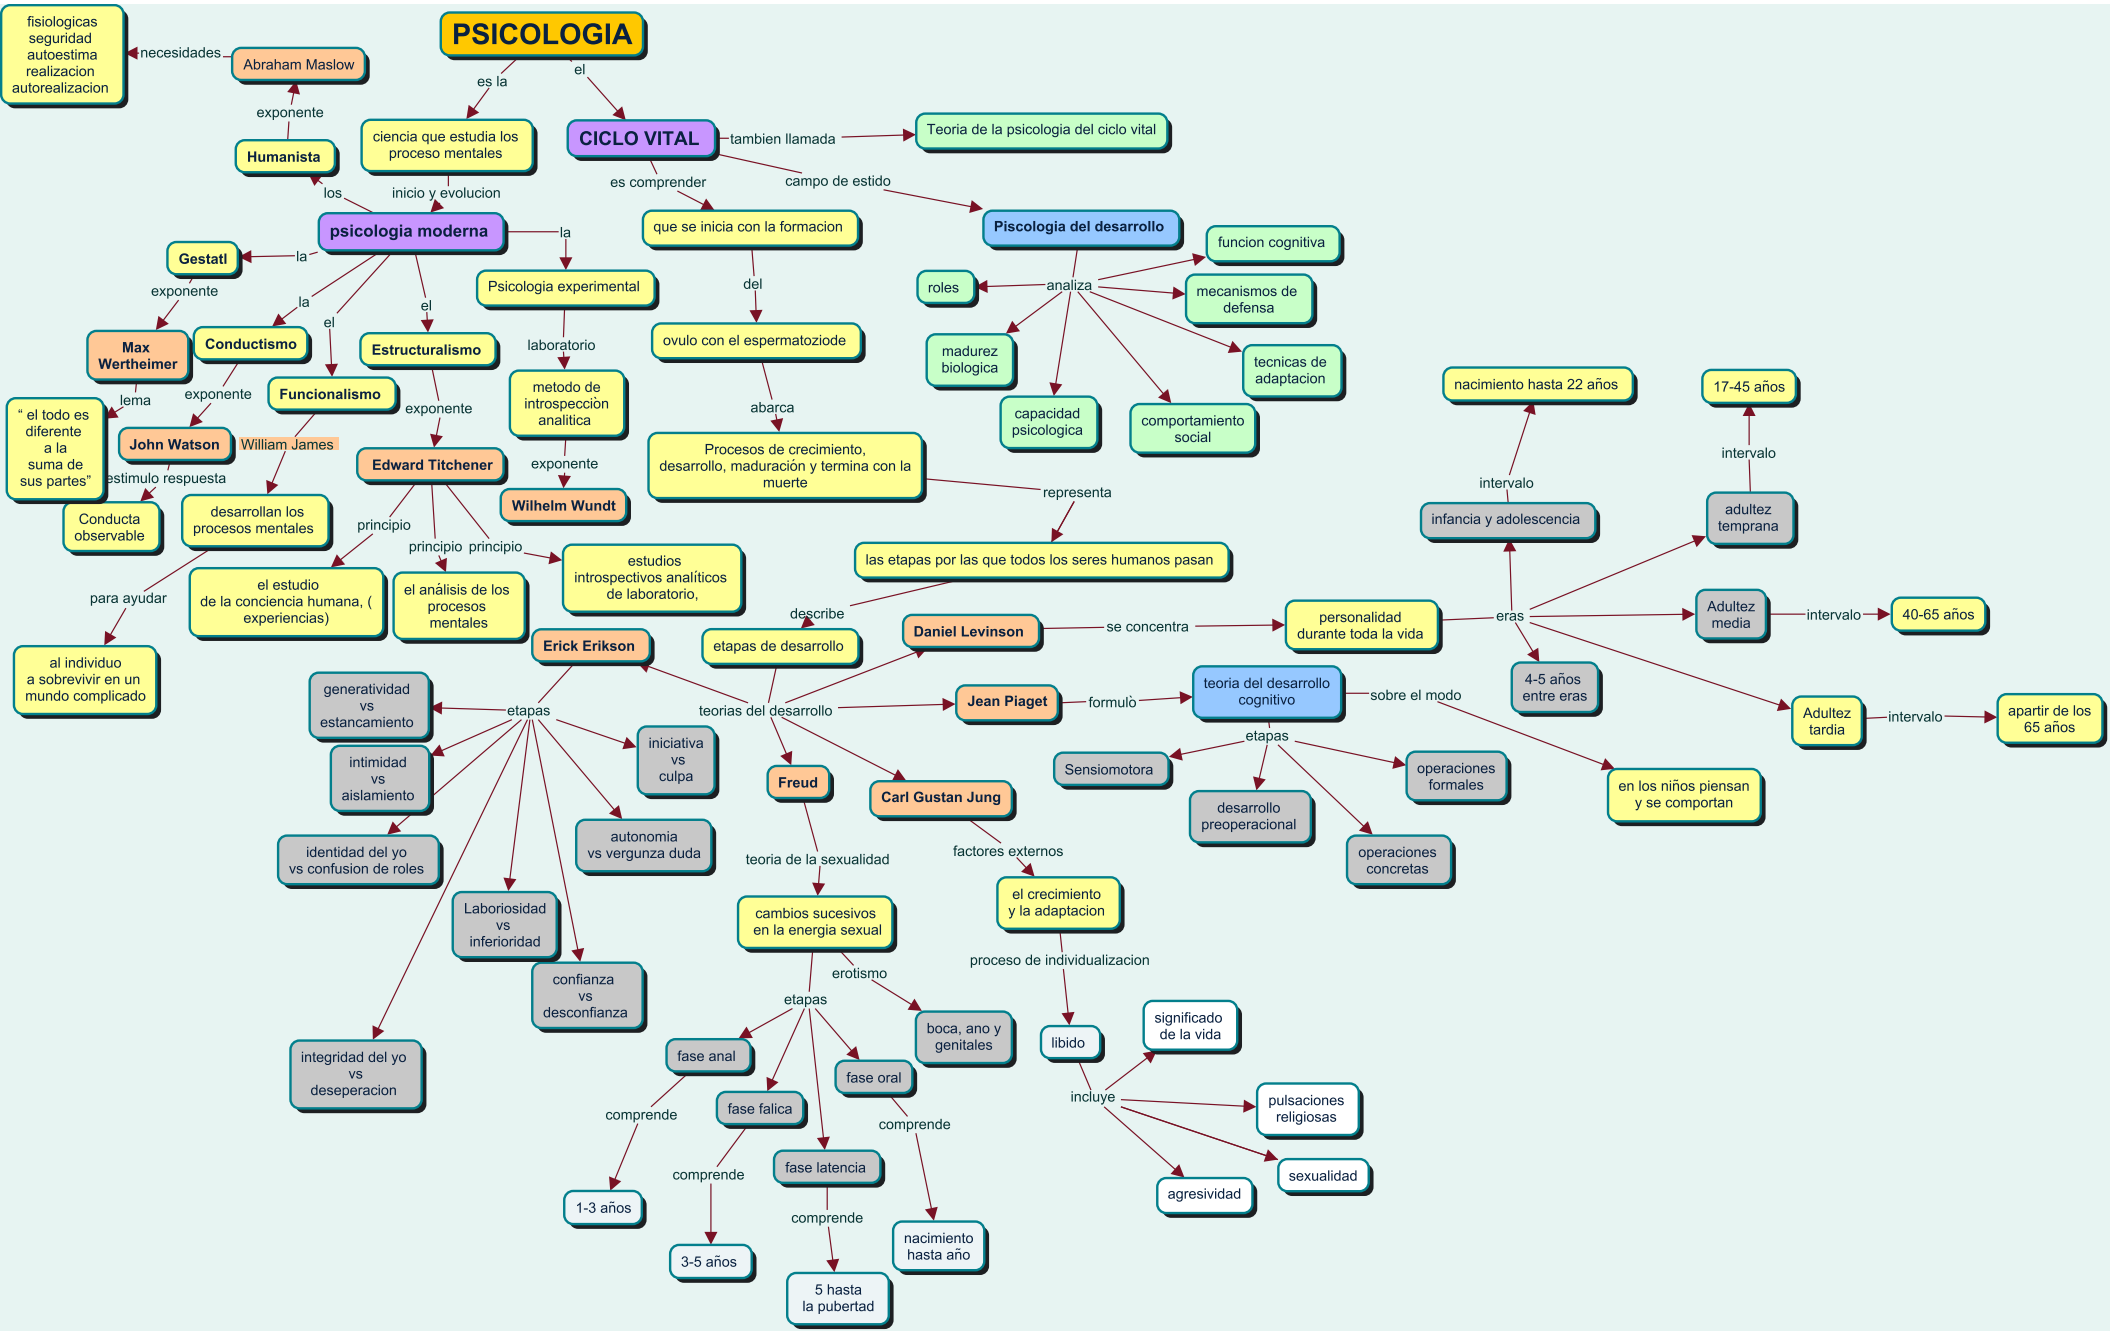 PSICOLOGIA
es la
el
fisiologicas
seguridad
autoestima
realizacion
autorealizacion
necesidades
Abraham Maslow
exponente
Humanista
los
ciencia que estudia los
proceso mentales
inicio y evolucion
psicologia moderna
CICLO VITAL
tambien llamada
Teoria de la psicologia del ciclo vital
es comprender
campo de estido
que se inicia con la formacion
del
ovulo con el espermatoziode
abarca
Procesos de crecimiento,
desarrollo, maduración y termina con la
muerte
representa
las etapas por las que todos los seres humanos pasan
describe
etapas de desarrollo
teorias del desarrollo
Piscologia del desarrollo
analiza
funcion cognitiva
roles
mecanismos de
defensa
madurez
biologica
tecnicas de
adaptacion
capacidad
psicologica
comportamiento
social
la
Gestatl
exponente
Max
Wertheimer
lema
“ el todo es
diferente
a la
suma de
sus partes”
la
Conductismo
exponente
John Watson
estimulo respuesta
Conducta
observable
el
Funcionalismo
William James
desarrollan los
procesos mentales
para ayudar
al individuo
a sobrevivir en un
mundo complicado
el
Estructuralismo
exponente
Edward Titchener
principio
principio
principio
el estudio
de la conciencia humana, (
experiencias)
el análisis de los
procesos
mentales
estudios
introspectivos analíticos
de laboratorio,
la
Psicologia experimental
laboratorio
metodo de
introspecciòn
analitica
exponente
Wilhelm Wundt
Erick Erikson
etapas
generatividad
vs
estancamiento
intimidad
vs
aislamiento
identidad del yo
vs confusion de roles
integridad del yo
vs
deseperacion
Laboriosidad
vs
inferioridad
confianza
vs
desconfianza
autonomia
vs vergunza duda
iniciativa
vs
culpa
Daniel Levinson
se concentra
personalidad
durante toda la vida
eras
infancia y adolescencia
intervalo
nacimiento hasta 22 años
adultez
temprana
intervalo
17-45 años
Adultez
media
intervalo
40-65 años
4-5 años
entre eras
Adultez
tardia
intervalo
apartir de los
65 años
Jean Piaget
formulò
teoria del desarrollo
cognitivo
sobre el modo
en los niños piensan
y se comportan
etapas
Sensiomotora
desarrollo
preoperacional
operaciones
concretas
operaciones
formales
Freud
teoria de la sexualidad
cambios sucesivos
en la energia sexual
erotismo
boca, ano y
genitales
etapas
fase anal
comprende
1-3 años
fase falica
comprende
3-5 años
fase latencia
comprende
5 hasta
la pubertad
fase oral
comprende
nacimiento
hasta año
Carl Gustan Jung
factores externos
el crecimiento
y la adaptacion
proceso de individualizacion
libido
incluye
significado
de la vida
pulsaciones
religiosas
sexualidad
agresividad